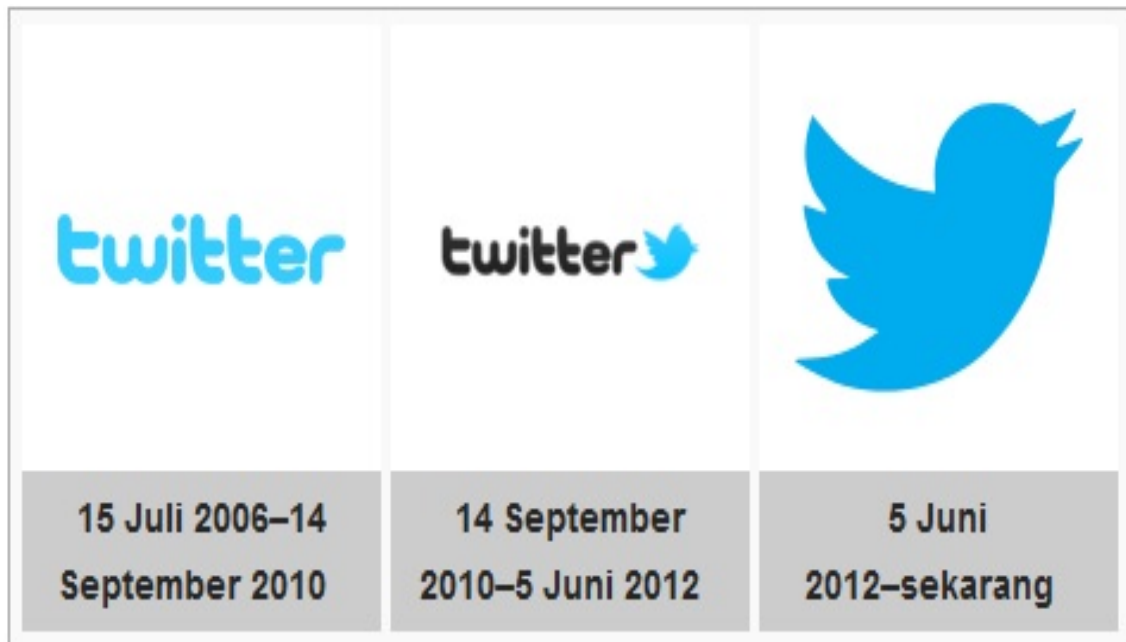 twitter
twitter
15 Juli 2006–14
September 2010
14 September
2010–5 Juni 2012
5 Juni
2012–sekarang